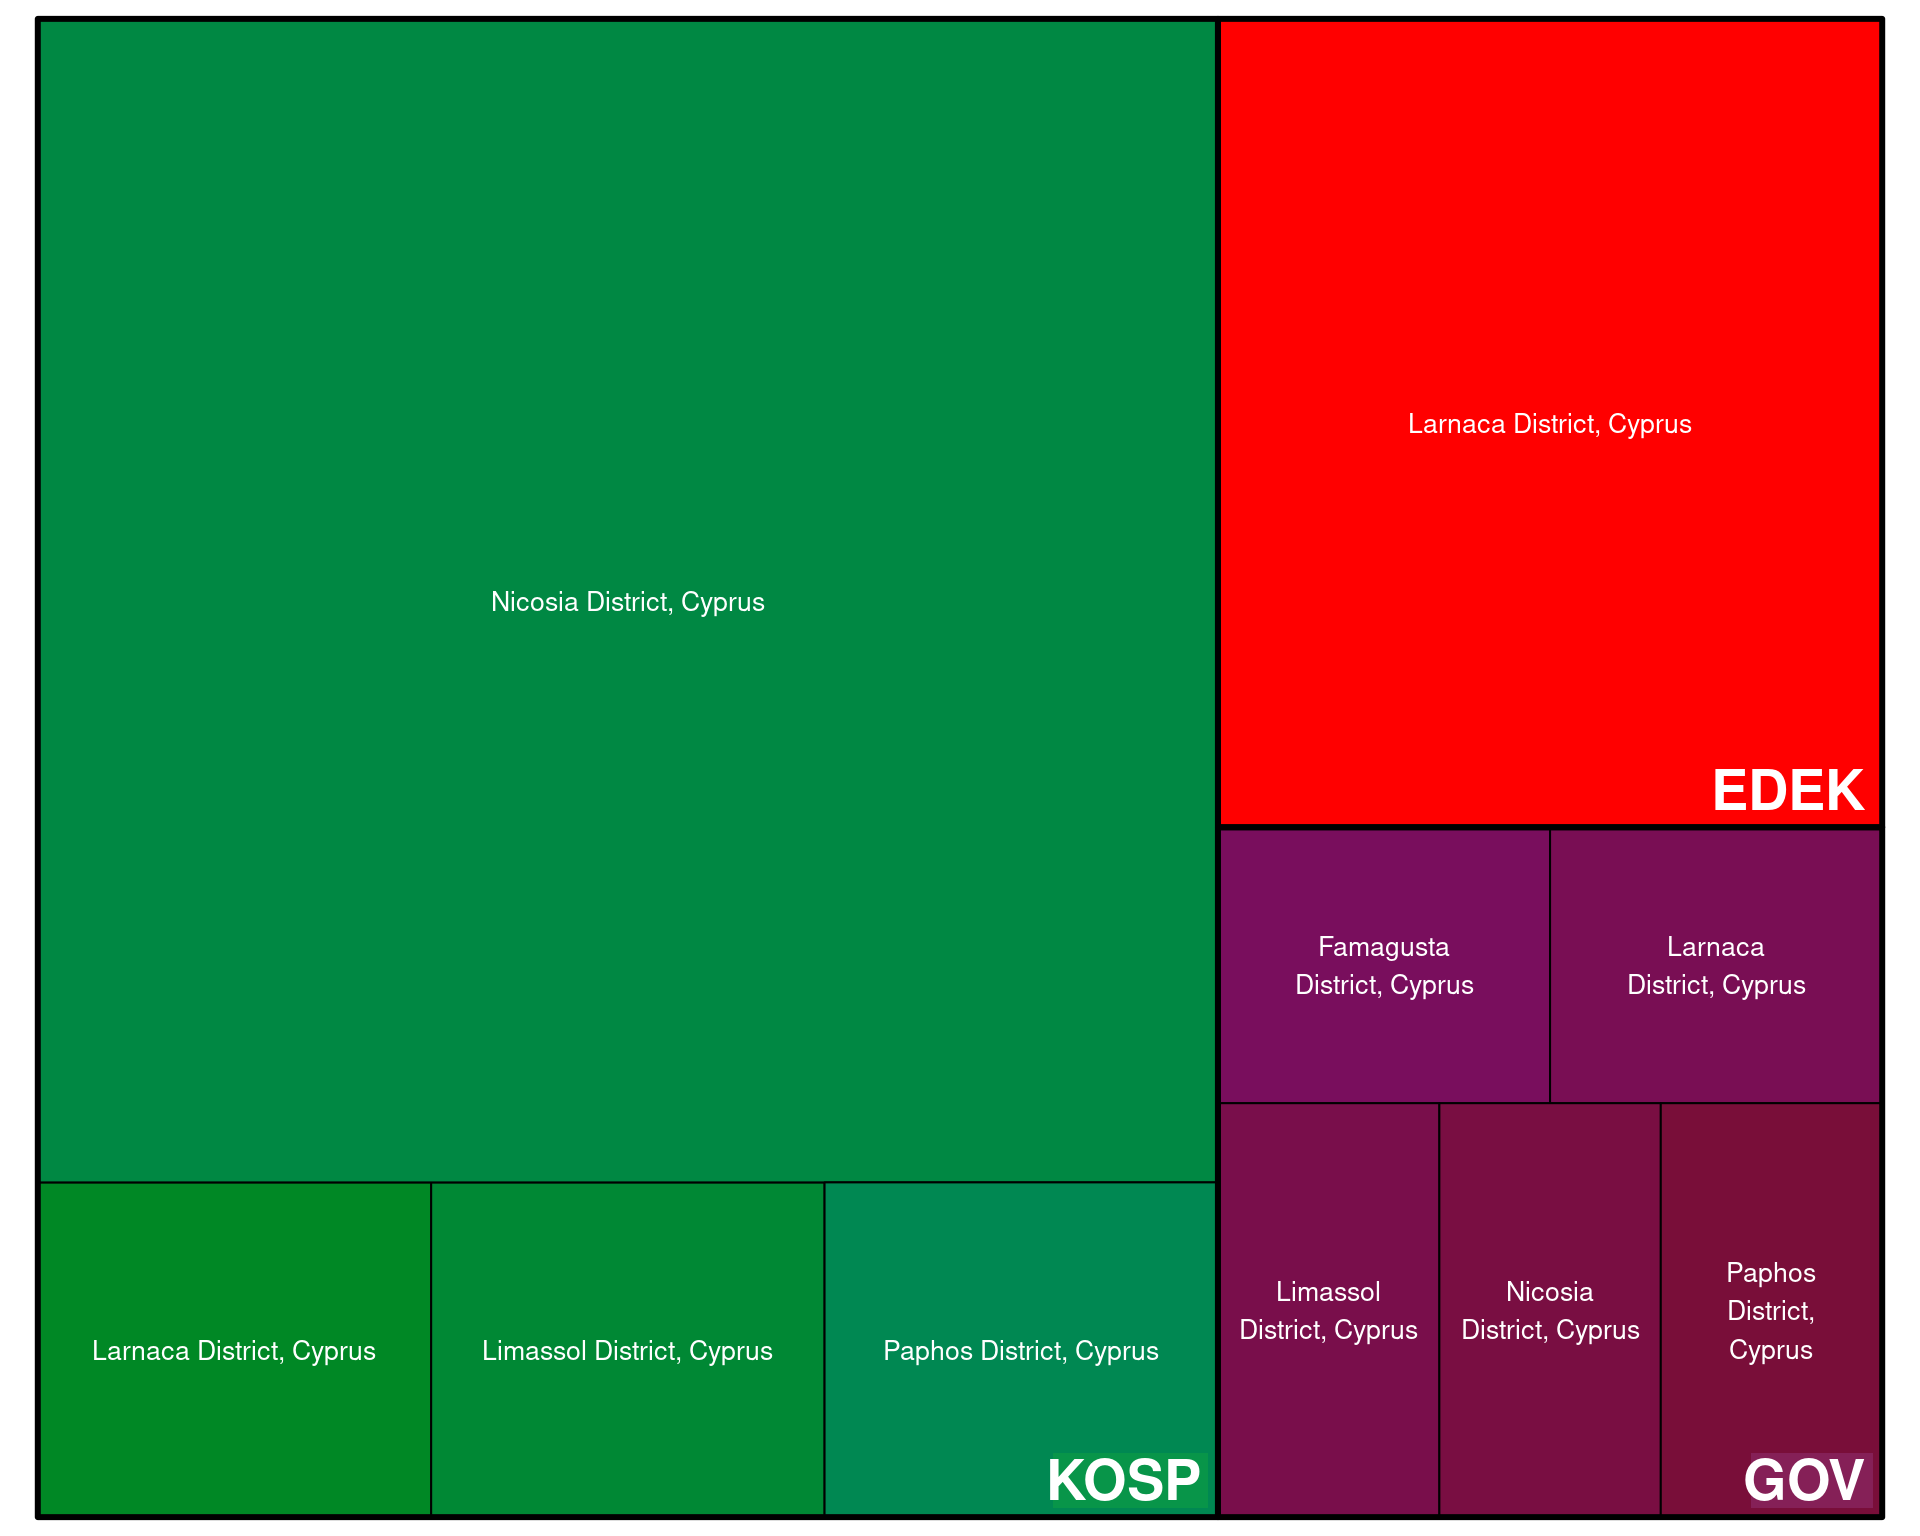 Nicosia District, Cyprus
Larnaca District, Cyprus
Limassol District, Cyprus
Paphos District, Cyprus
KOSP
Larnaca District, Cyprus
EDEK
Famagusta
District, Cyprus
Larnaca
District, Cyprus
Limassol
District, Cyprus
Nicosia
District, Cyprus
Paphos
District,
Cyprus
GOV